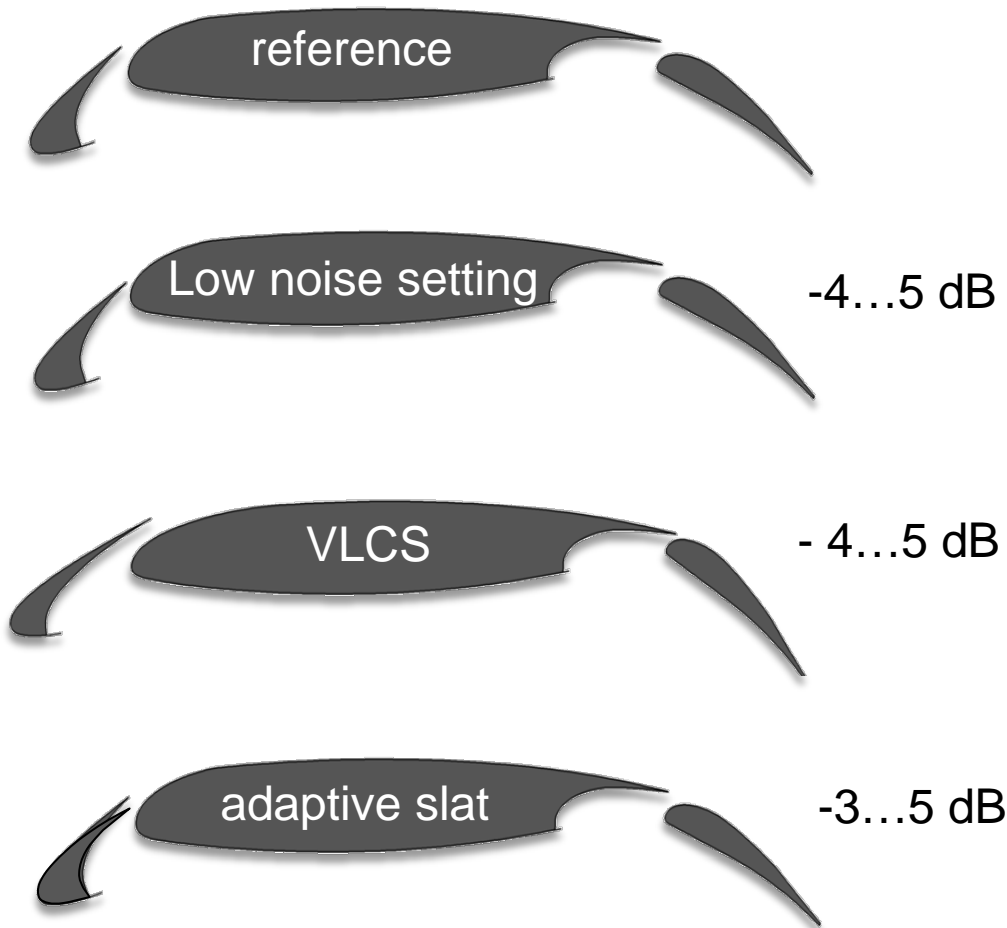 reference
Low noise setting
-4…5 dB
VLCS
- 4…5 dB
adaptive slat
-3…5 dB